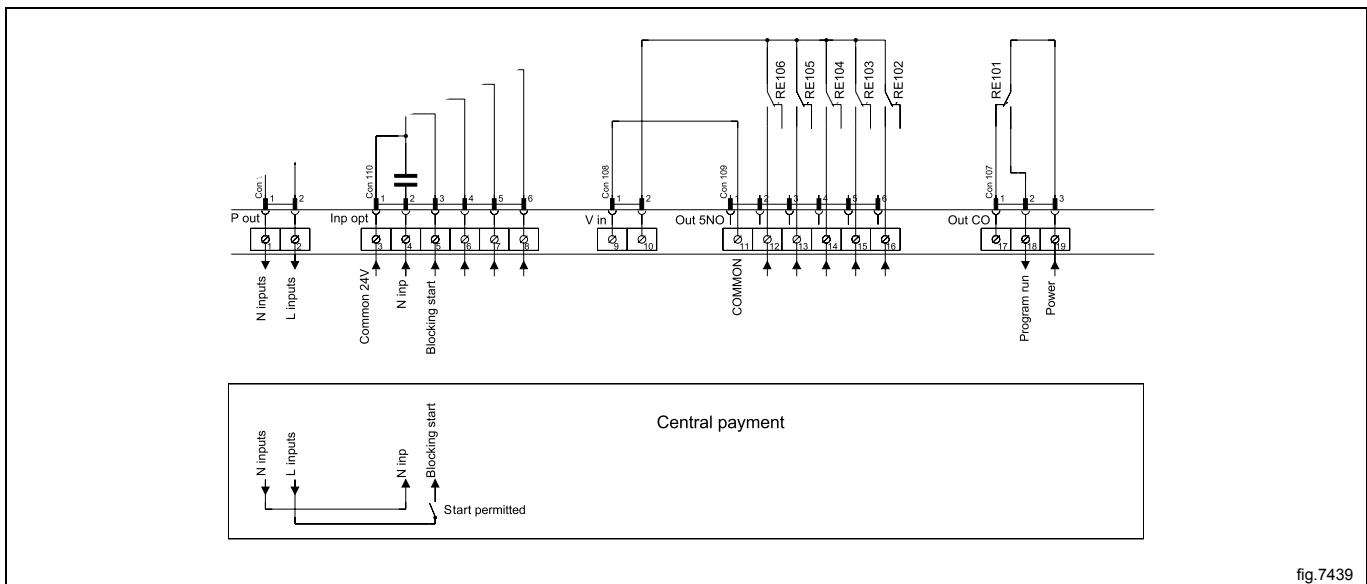 RE106
RE105
RE104
RE103
RE102
RE101
Con 110
Con 108
Con 109
Con 107
1 2
1 2 3 4 5 6
1 2
1 2 3 4 5 6
1 2 3
P out
Inp opt
V in
Out 5NO
Out CO
1 2
3 4 5 6 7 8
9 10
11 12 13 14 15 16
17 18 19
N inputs
L inputs
Common 24V
N inp
Blocking start
COMMON
Program run
Power
Central payment
N inputs
L inputs
N inp
Blocking start
Start permitted
fig.7439